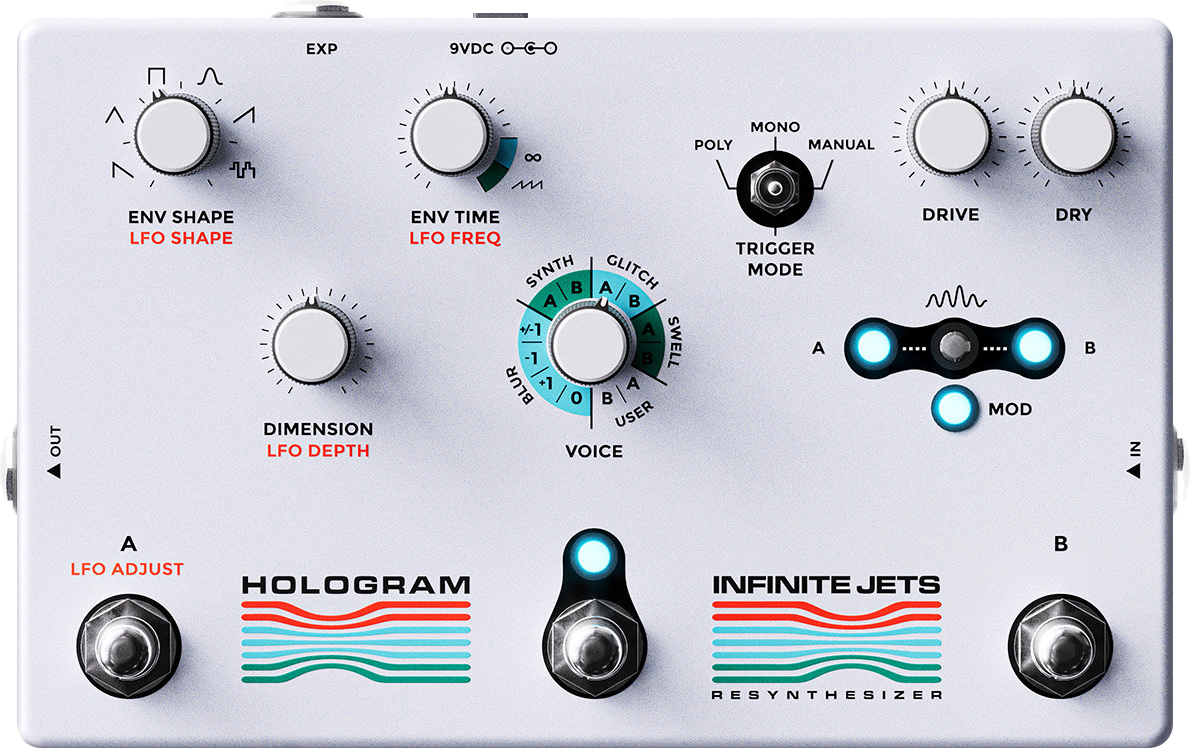 EXP
9VDC
MONO
POLY
MANUAL
ENV SHAPE
LFO SHAPE
ENV TIME
LFO FREQ
∞
DRIVE
DRY
TRIGGER
MODE
SYNTH
GLITCH
A B A B
+/-1 A
SWELL
-1 B
+1 A
BLUR
0 B
USER
A
B
MOD
DIMENSION
LFO DEPTH
VOICE
OUT
IN
A
LFO ADJUST
B
HOLOGRAM
INFINITE JETS
RESYNTHESIZER